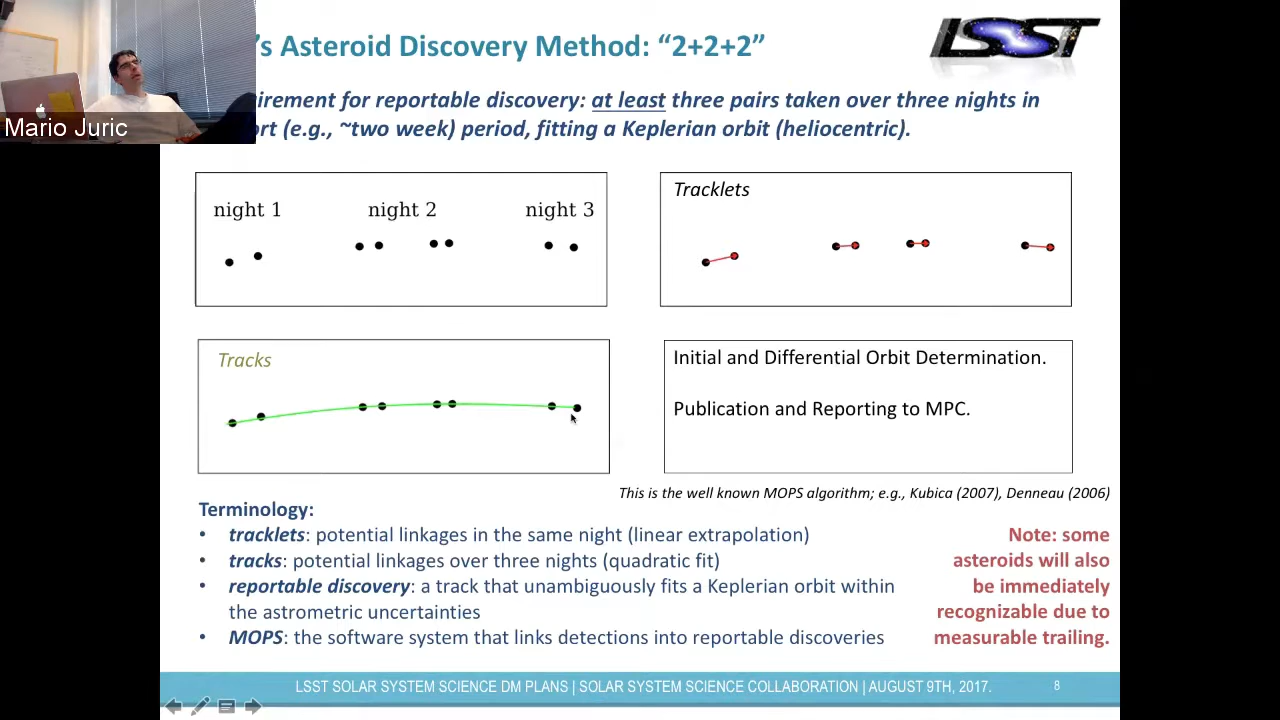 's Asteroid Discovery Method: “2+2+2”
LSST
Mario Juric
irement for reportable discovery: at least three pairs taken over three nights in
ort (e.g., ~two week) period, fitting a Keplerian orbit (heliocentric).
night 1 night 2 night 3
Tracklets
Tracks
Initial and Differential Orbit Determination.
Publication and Reporting to MPC.
This is the well known MOPS algorithm; e.g., Kubica (2007), Denneau (2006)
Terminology:
• tracklets: potential linkages in the same night (linear extrapolation)
• tracks: potential linkages over three nights (quadratic fit)
• reportable discovery: a track that unambiguously fits a Keplerian orbit within
the astrometric uncertainties
• MOPS: the software system that links detections into reportable discoveries
Note: some
asteroids will also
be immediately
recognizable due to
measurable trailing.
LSST SOLAR SYSTEM SCIENCE DM PLANS | SOLAR SYSTEM SCIENCE COLLABORATION | AUGUST 9TH, 2017. 8